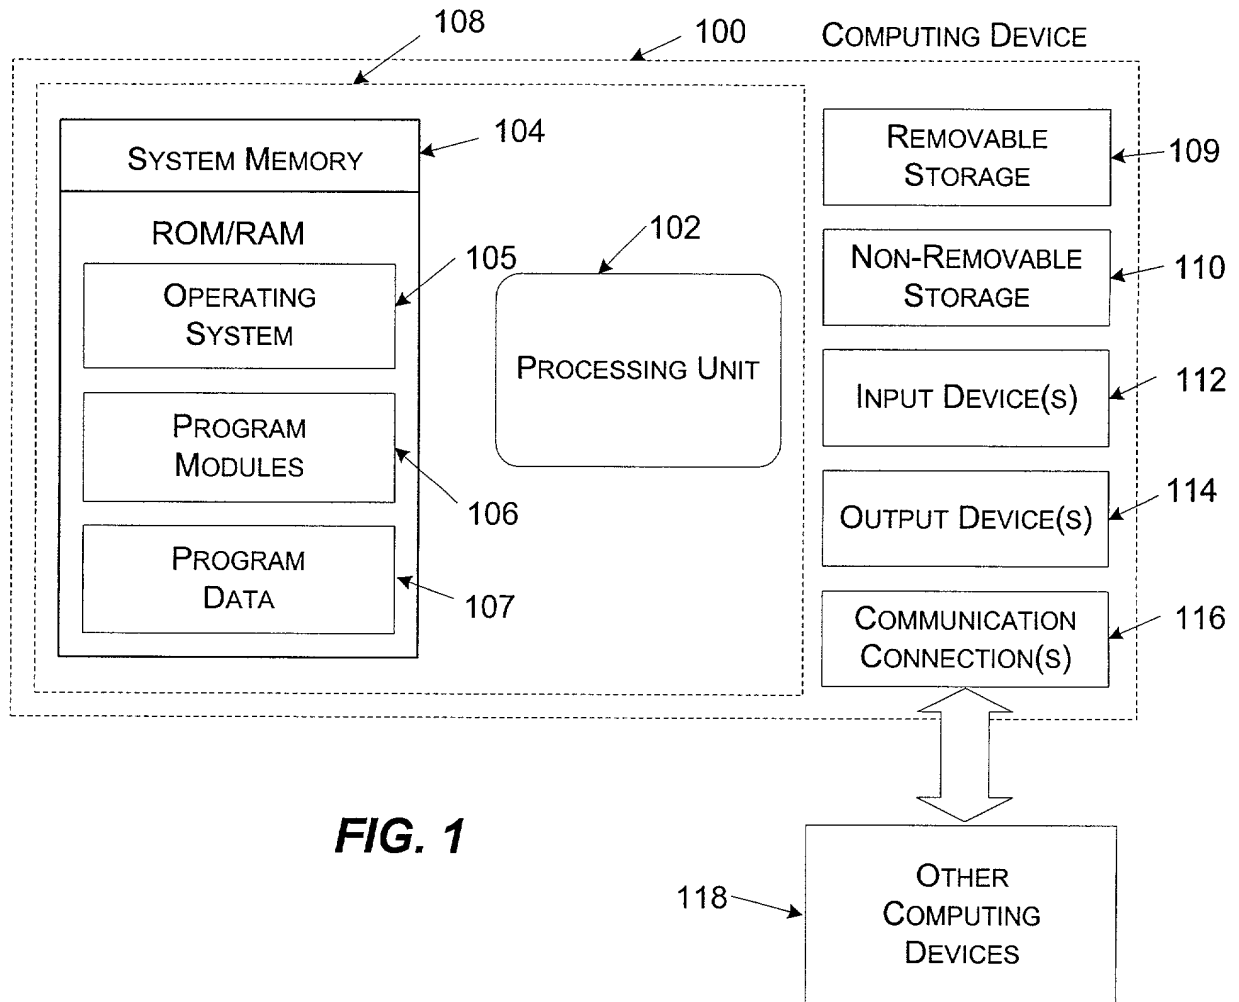 108
100
COMPUTING DEVICE
104
SYSTEM MEMORY
ROM/RAM
105
OPERATING
SYSTEM
PROGRAM
MODULES
106
PROGRAM
DATA
107
102
PROCESSING UNIT
REMOVABLE
STORAGE
109
NON-REMOVABLE
STORAGE
110
INPUT DEVICE(S)
112
OUTPUT DEVICE(S)
114
COMMUNICATION
CONNECTION(S)
116
FIG. 1
118
OTHER
COMPUTING
DEVICES